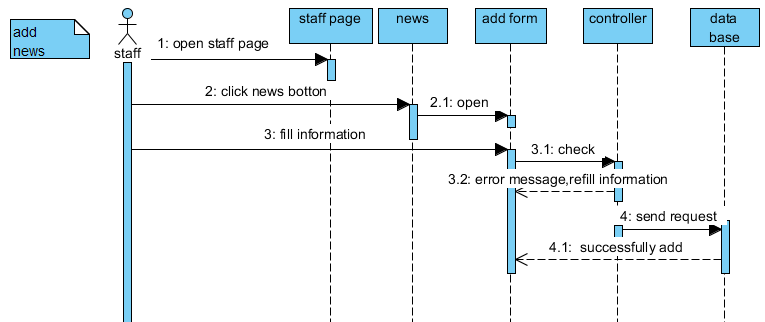 add
news
staff
staff page
news
add form
controller
data
base
1: open staff page
2: click news botton
2.1: open
3: fill information
3.1: check
3.2: error message,refill information
4: send request
4.1:  successfully add